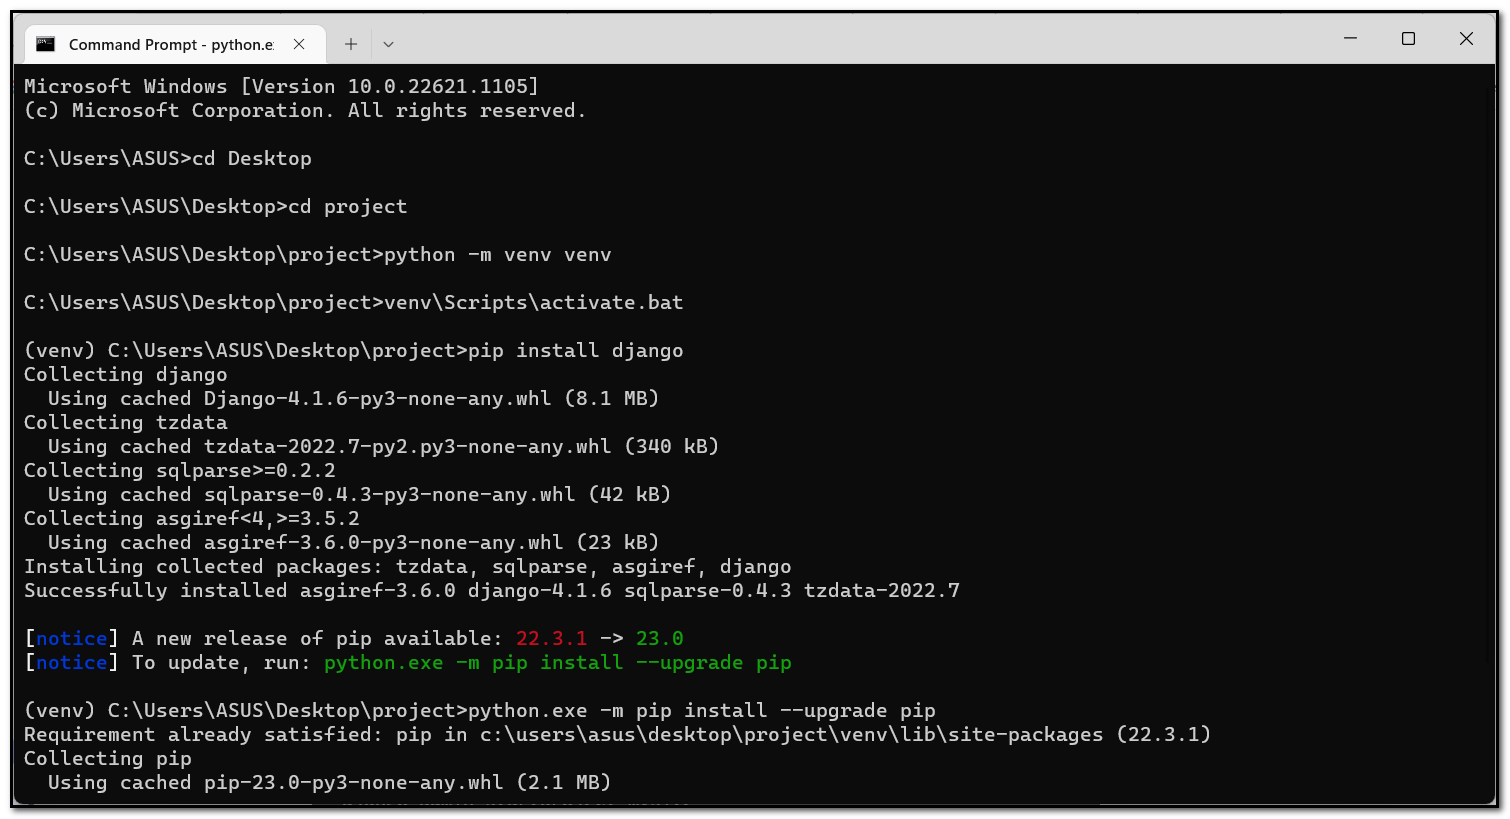 Command Prompt - python.e
Microsoft Windows [Version 10.0.22621.1105]
(c) Microsoft Corporation. All rights reserved.
C:\Users\ASUS>cd Desktop
C:\Users\ASUS\Desktop>cd project
C:\Users\ASUS\Desktop\project>python -m venv venv
C:\Users\ASUS\Desktop\project>venv\Scripts\activate.bat
(venv) C:\Users\ASUS\Desktop\project>pip install django
Collecting django
  Using cached Django-4.1.6-py3-none-any.whl (8.1 MB)
Collecting tzdata
  Using cached tzdata-2022.7-py2.py3-none-any.whl (340 kB)
Collecting sqlparse>=0.2.2
  Using cached sqlparse-0.4.3-py3-none-any.whl (42 kB)
Collecting asgiref<4,>=3.5.2
  Using cached asgiref-3.6.0-py3-none-any.whl (23 kB)
Installing collected packages: tzdata, sqlparse, asgiref, django
Successfully installed asgiref-3.6.0 django-4.1.6 sqlparse-0.4.3 tzdata-2022.7
[notice] A new release of pip available: 22.3.1 -> 23.0
[notice] To update, run: python.exe -m pip install --upgrade pip
(venv) C:\Users\ASUS\Desktop\project>python.exe -m pip install --upgrade pip
Requirement already satisfied: pip in c:\users\asus\desktop\project\venv\lib\site-packages (22.3.1)
Collecting pip
  Using cached pip-23.0-py3-none-any.whl (2.1 MB)